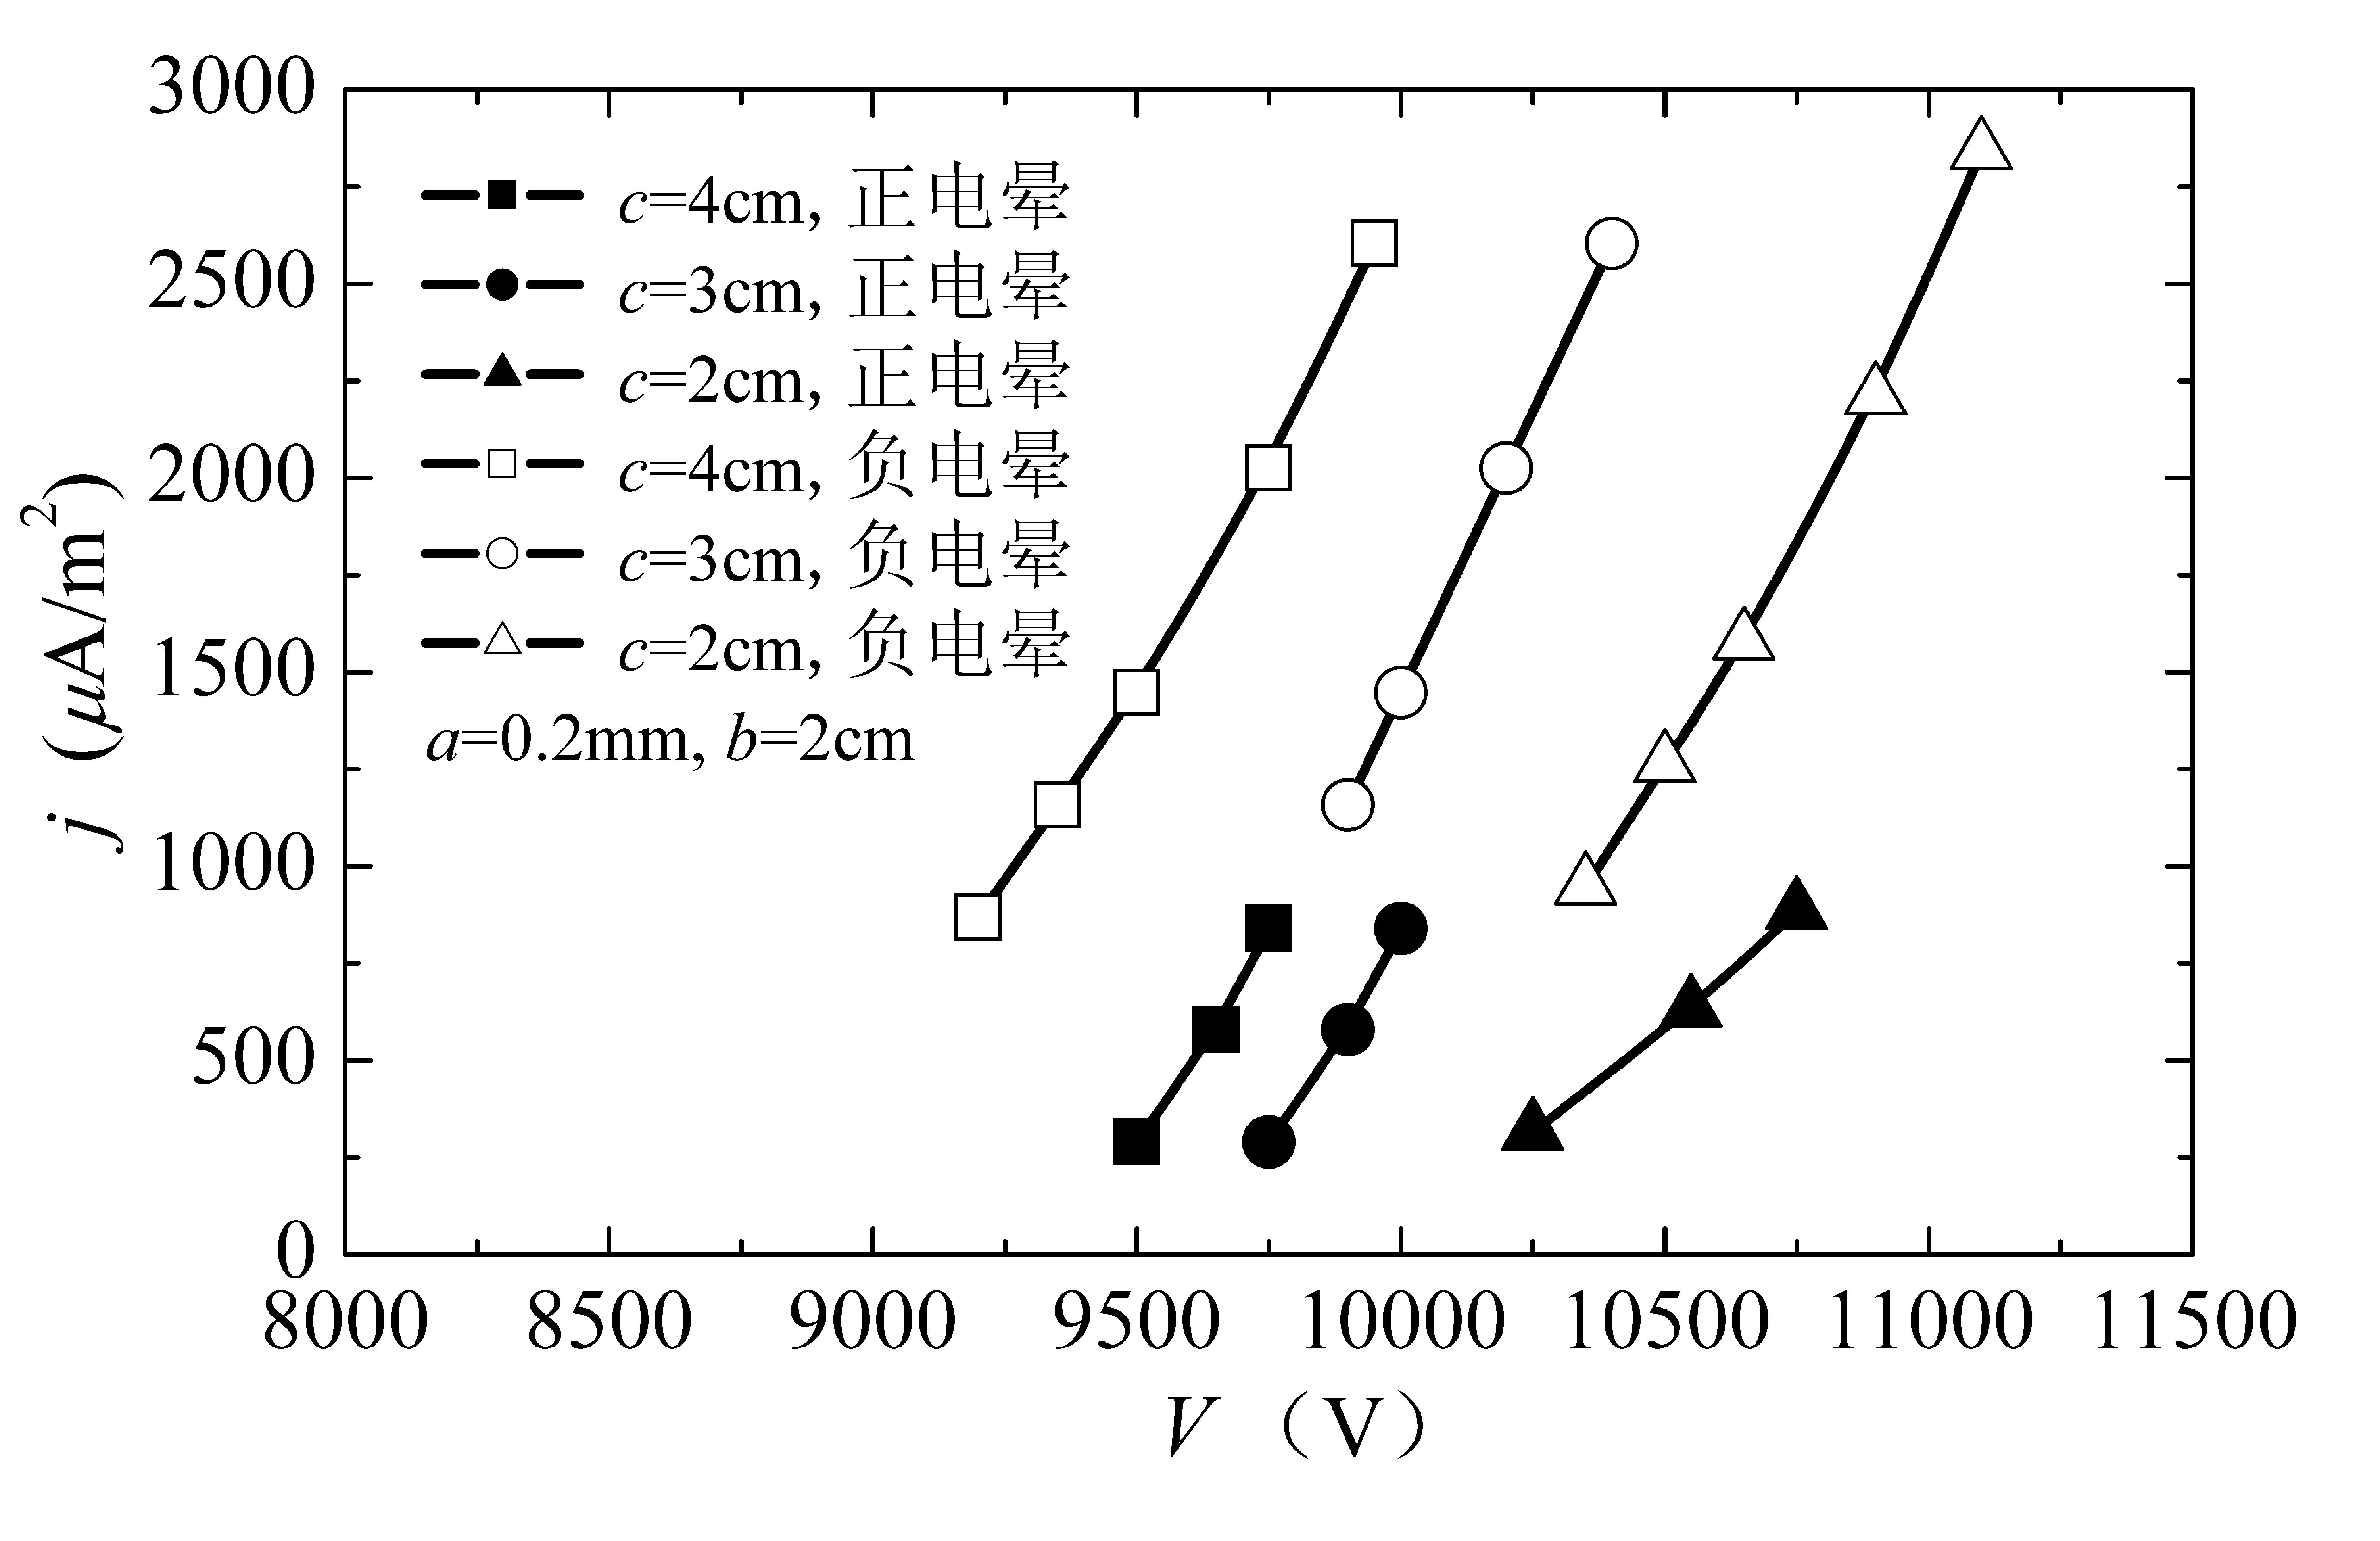 3000
2500
2000
1500
1000
500
0
j (μA/m²)
c=4cm, 正电晕
c=3cm, 正电晕
c=2cm, 正电晕
c=4cm, 负电晕
c=3cm, 负电晕
c=2cm, 负电晕
a=0.2mm, b=2cm
8000 8500 9000 9500 10000 10500 11000 11500
V （V）